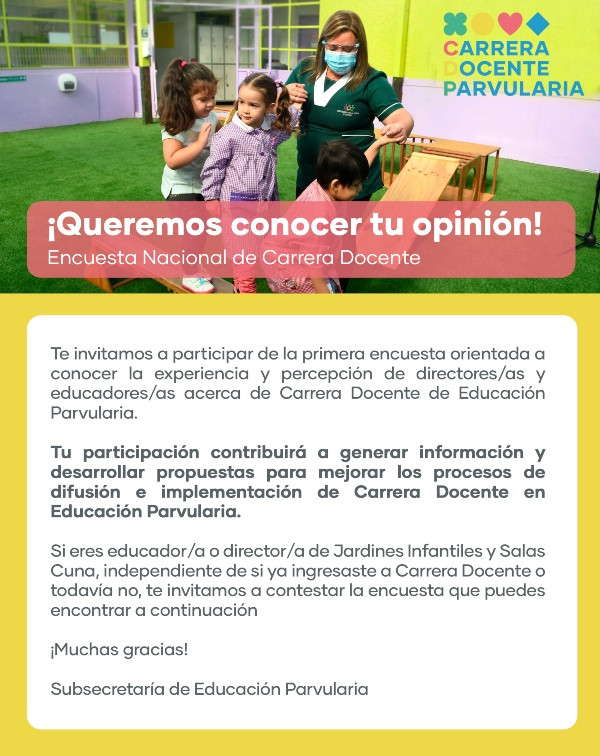 CARRERA
DOCENTE
PARVULARIA
¡Queremos conocer tu opinión!
Encuesta Nacional de Carrera Docente
Te invitamos a participar de la primera encuesta orientada a
conocer la experiencia y percepción de directores/as y
educadores/as acerca de Carrera Docente de Educación
Parvularia.
Tu participación contribuirá a generar información y
desarrollar propuestas para mejorar los procesos de
difusión e implementación de Carrera Docente en
Educación Parvularia.
Si eres educador/a o director/a de Jardines Infantiles y Salas
Cuna, independiente de si ya ingresaste a Carrera Docente o
todavía no, te invitamos a contestar la encuesta que puedes
encontrar a continuación
¡Muchas gracias!
Subsecretaría de Educación Parvularia